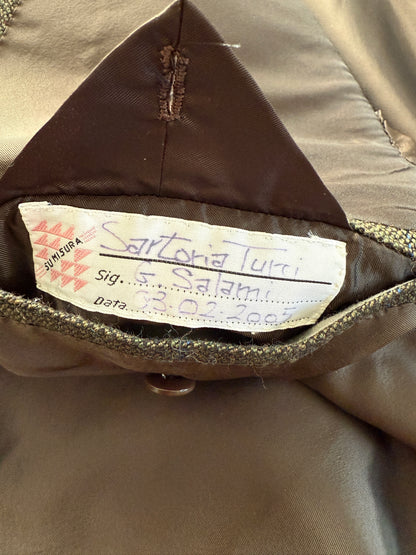 SU MISURA
Sartoria Turri
Sig. G. Salami
Data 03.02.2005